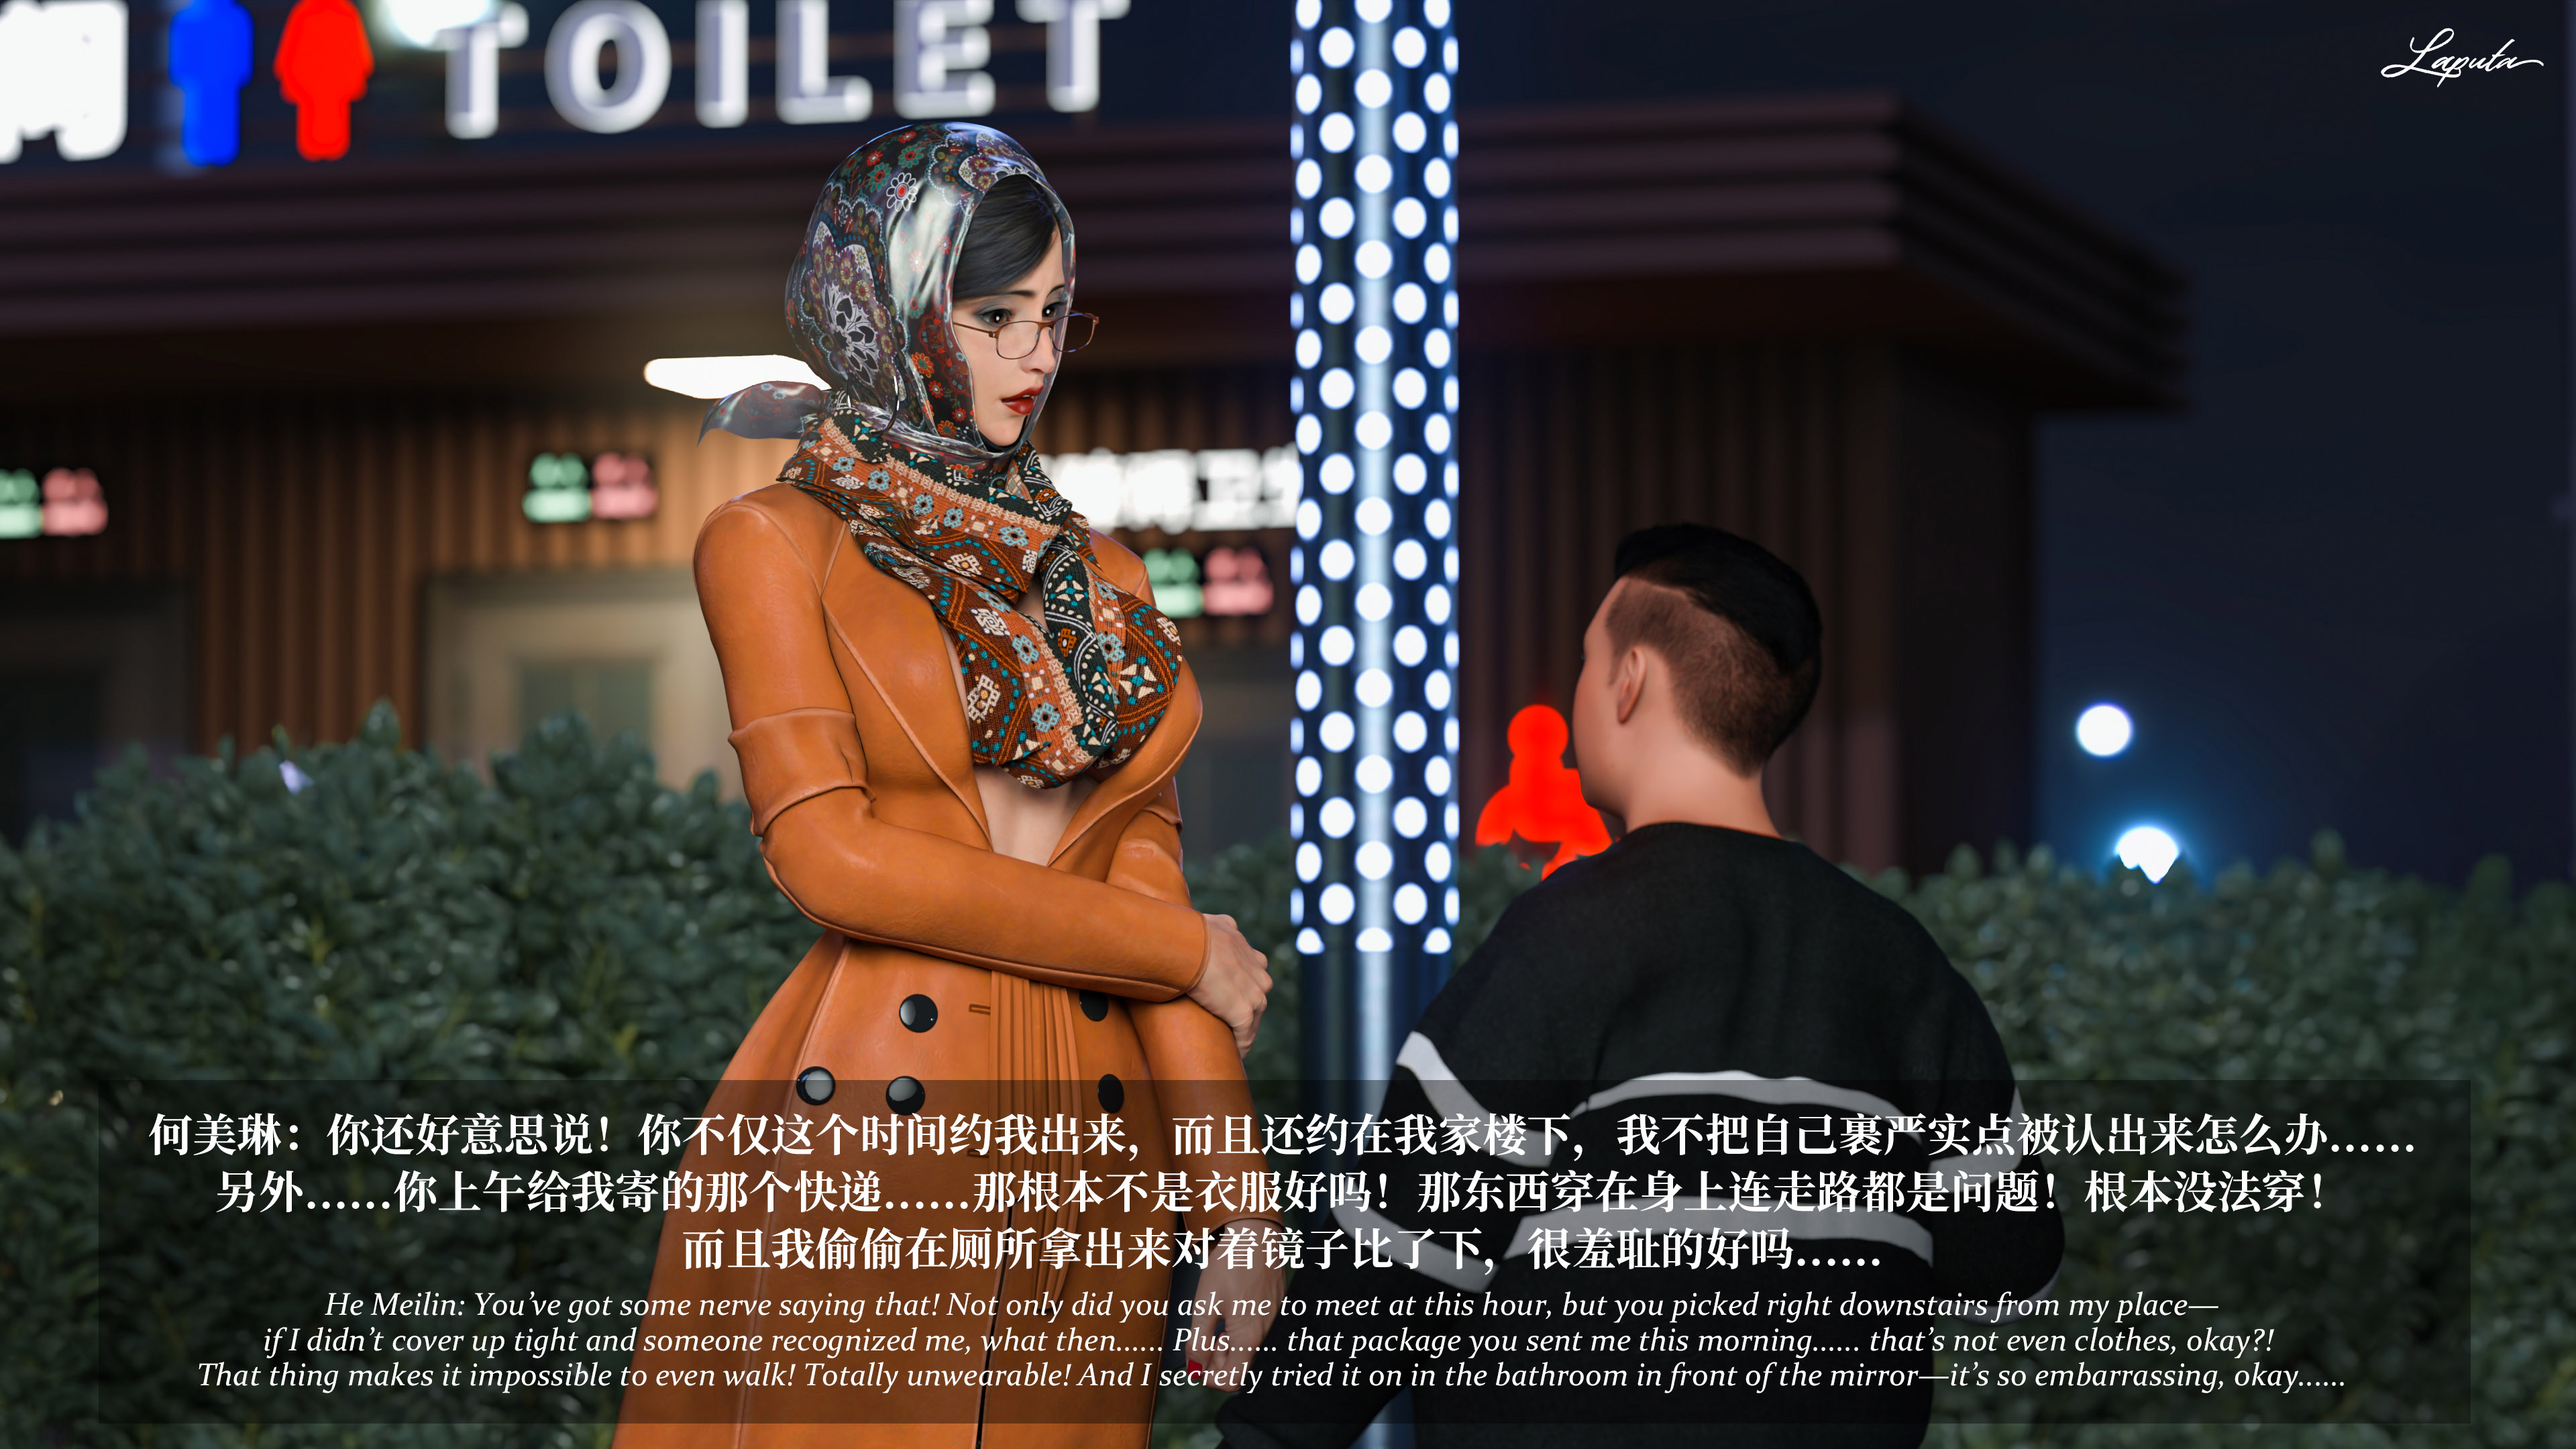 TOILET
Laputa
何美琳：你还好意思说！你不仅这个时间约我出来，而且还约在我家楼下，我不把自己裹严实点被认出来怎么办……
另外……你上午给我寄的那个快递……那根本不是衣服好吗！那东西穿在身上连走路都是问题！根本没法穿！
而且我偷偷在厕所拿出来对着镜子比了下，很羞耻的好吗……
He Meilin: You’ve got some nerve saying that! Not only did you ask me to meet at this hour, but you picked right downstairs from my place—
if I didn’t cover up tight and someone recognized me, what then...... Plus...... that package you sent me this morning...... that’s not even clothes, okay?!
That thing makes it impossible to even walk! Totally unwearable! And I secretly tried it on in the bathroom in front of the mirror—it’s so embarrassing, okay......